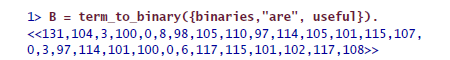 1> B = term_to_binary({binaries,"are", useful}).
<<131,104,3,100,0,8,98,105,110,97,114,105,101,115,107,
0,3,97,114,101,100,0,6,117,115,101,102,117,108>>